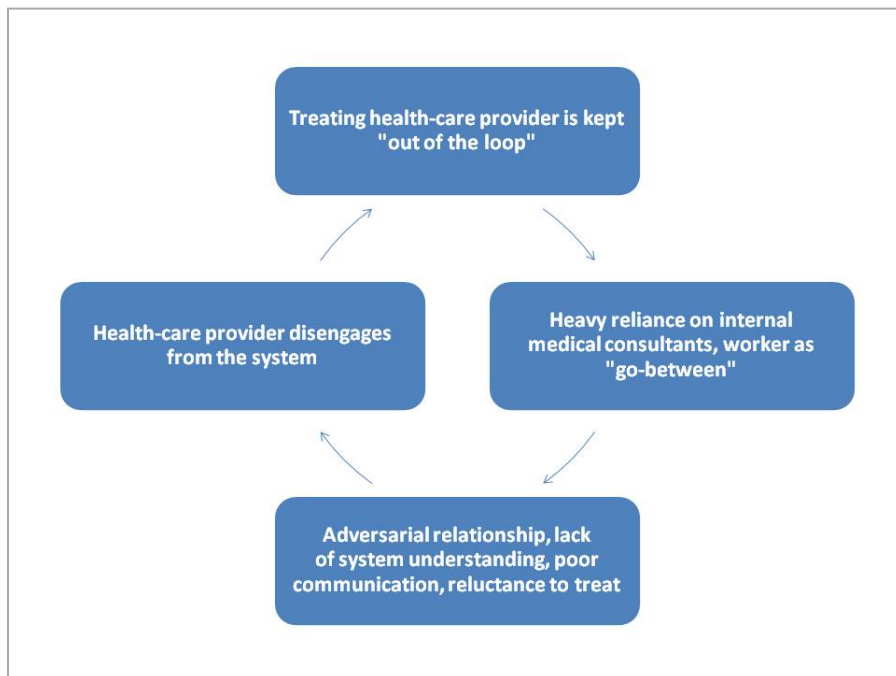 Treating health-care provider is kept
"out of the loop"
Heavy reliance on internal
medical consultants, worker as
"go-between"
Adversarial relationship, lack
of system understanding, poor
communication, reluctance to treat
Health-care provider disengages
from the system